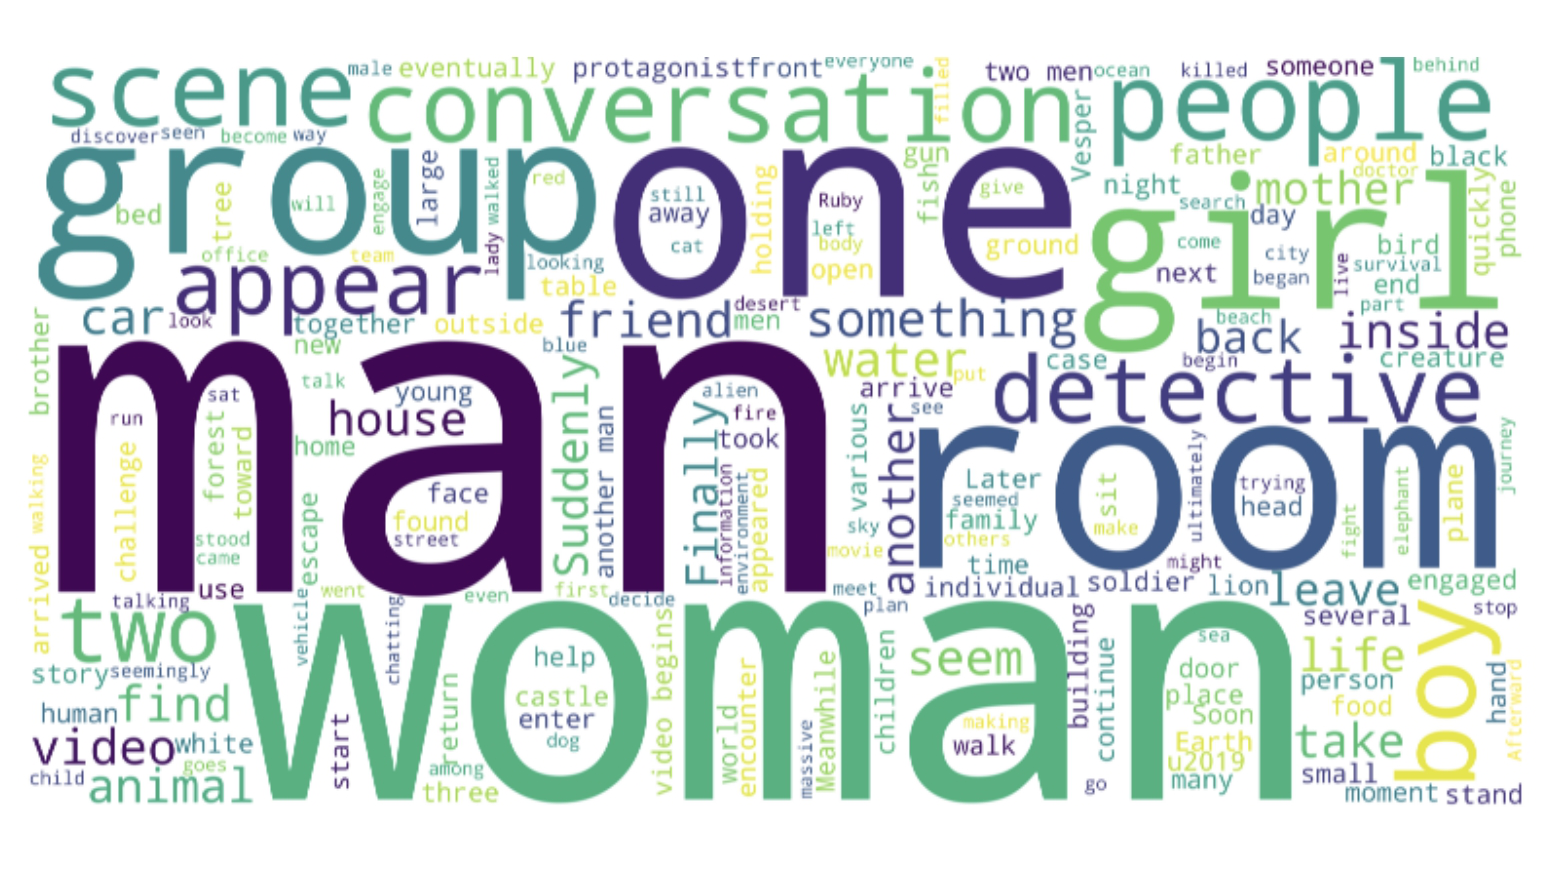 scene
male
eventually
protagonist
front
everyone
filled
two men
ocean
killed
someone
behind
conversation
people
discover
seen
become
way
group
one
girl
gun
Vesper
father
around
doctor
black
large
engage
walked
lady
red
still
away
cat
holding
Ruby
left
body
open
fish
give
ground
night
mother
search
day
quickly
phone
bed
tree
will
office
team
looking
table
come
city
next
began
live
bird
survival
end
part
appear
car
look
together
outside
friend
desert
men
something
beach
back
inside
brother
new
blue
water
put
case
begin
creature
man
talk
sat
young
house
run
home
Suddenly
another man
alien
fire
took
Finally
arrive
see
detective
another
various
room
forest
toward
challenge
face
found
street
stood
came
escape
information
environment
appeared
sky
movie
Later
seemed
family
others
sit
make
ultimately
trying
head
fight
elephant
plane
journey
walking
arrived
use
talking
went
even
first
decide
meet
plan
time
might
individual
soldier
lion
leave
engaged
two
woman
vehicle
chatting
video begins
several
stop
boy
story
seemingly
find
human
video
white
goes
child
animal
start
return
among
three
help
castle
enter
dog
world
encounter
massive
Meanwhile
children
seem
making
walk
building
continue
go
sea
door
place
Soon
Earth
u2019
many
life
person
food
take
small
moment
stand
hand
Afterward